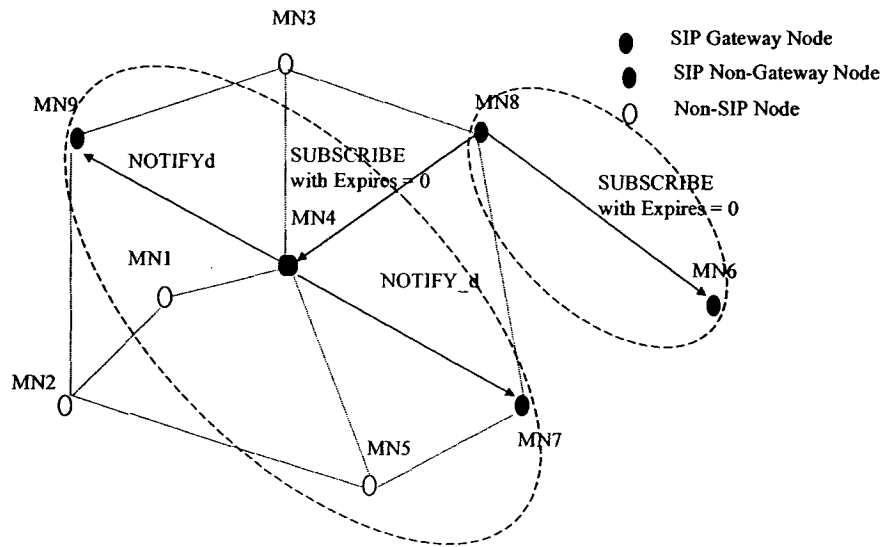 MN3
SIP Gateway Node
SIP Non-Gateway Node
Non-SIP Node
MN9
MN8
NOTIFYd
SUBSCRIBE
with Expires = 0
SUBSCRIBE
with Expires = 0
MN4
MN1
NOTIFY_d
MN6
MN2
MN5
MN7